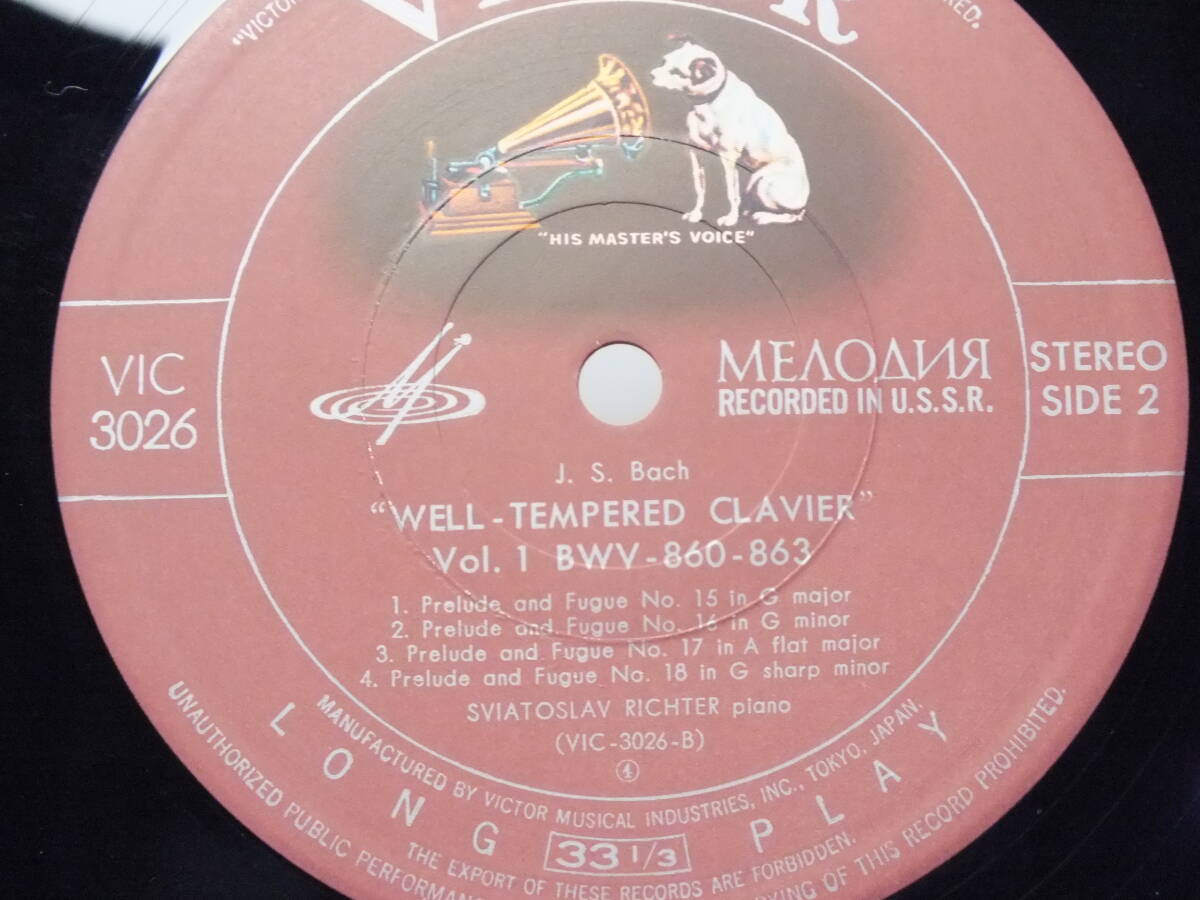 "VICTOR
"HIS MASTER'S VOICE"
VIC
3026
МЕЛОДИЯ
RECORDED IN U.S.S.R.
STEREO
SIDE 2
J. S. Bach
"WELL-TEMPERED CLAVIER"
Vol. 1 BWV-860-863
1. Prelude and Fugue No. 15 in G major
2. Prelude and Fugue No. 16 in G minor
3. Prelude and Fugue No. 17 in A flat major
4. Prelude and Fugue No. 18 in G sharp minor
SVIATOSLAV RICHTER piano
(VIC-3026-B)
4
MANUFACTURED BY VICTOR MUSICAL INDUSTRIES, INC., TOKYO, JAPAN.
LONG PLAY
33 1/3
THE EXPORT OF THESE RECORDS ARE FORBIDDEN.
UNAUTHORIZED PUBLIC PERFORMANCE
OF THIS RECORD PROHIBITED.